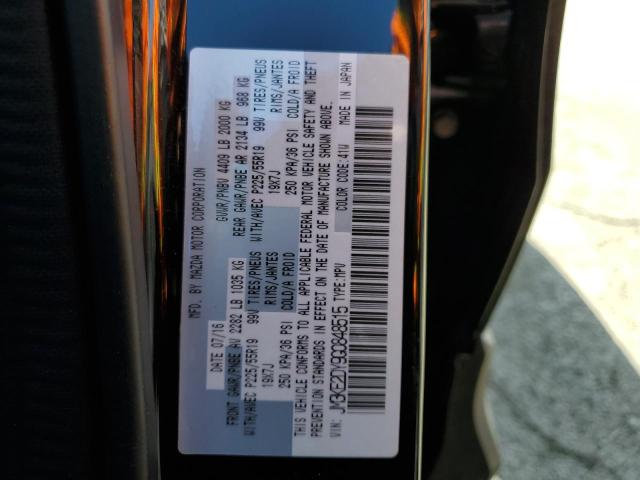 MFD. BY MAZDA MOTOR CORPORATION
DATE 07/16 GVWR/PNBV 4409 LB 2000 KG
FRONT GAWR/PNBE AV 2282 LB 1035 KG REAR GAWR/PNBE AR 2134 LB 968 KG
WITH/AVEC P225/55R19 99V TIRES/PNEUS WITH/AVEC P225/55R19 99V TIRES/PNEUS
19X7J RIMS/JANTES 19X7J RIMS/JANTES
250 KPA/36 PSI COLD/A FROID 250 KPA/36 PSI COLD/A FROID
THIS VEHICLE CONFORMS TO ALL APPLICABLE FEDERAL MOTOR VEHICLE SAFETY AND THEFT
PREVENTION STANDARDS IN EFFECT ON THE DATE OF MANUFACTURE SHOWN ABOVE.
VIN: JM3KE2DY9G0848515 TYPE: MPV COLOR CODE: 41W MADE IN JAPAN